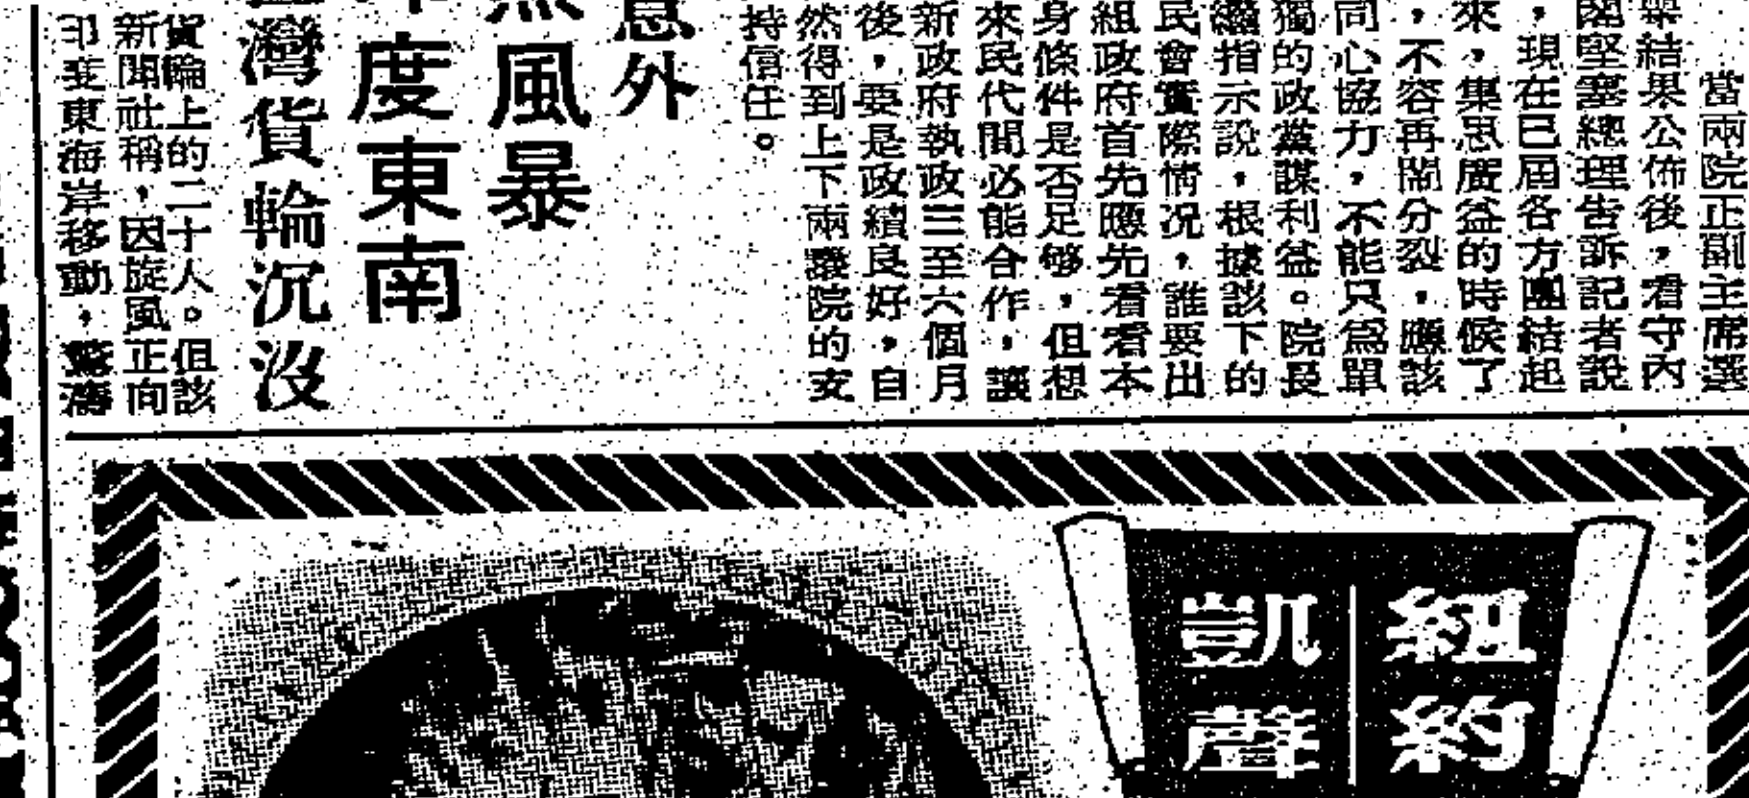 當兩院正副主席選
舉結果公佈後，看守內
閣堅塞總理告訴記者說
，現在已屆各方團結起
來，集思廣益的時候了
，不容再鬧分裂，應該
同心協力，不能只爲單
獨的政黨謀利益。院長
繼指示說，根據該下的
民會實際情況，誰要出
組政府首先應先看看本
身條件是否足够，但想
來民代間必能合作，讓
新政府執政三至六個月
後，要是政績良好，自
然得到上下兩議院的支
持信任。
意外
風暴
度東南
灣貨輪沉沒
貨輪上的二十人。但該
新聞社稱，因旋風正向
印度東海岸移動，驚濤
紐約
凱聲